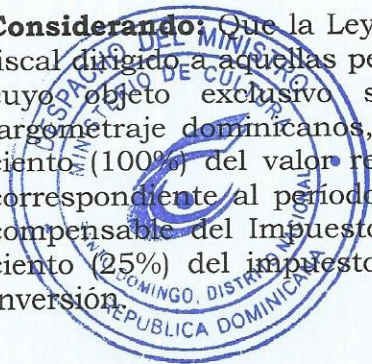 Considerando: Que la Ley
fiscal dirigido a aquellas pe
cuyo objeto exclusivo s
largometraje dominicanos,
ciento (100%) del valor re
correspondiente al período
compensable del Impuesto
ciento (25%) del impuesto
inversión.
DESPACHO DEL MINISTRO
MINISTERIO DE CULTURA
SANTO DOMINGO, DISTRITO NACIONAL
REPUBLICA DOMINICANA